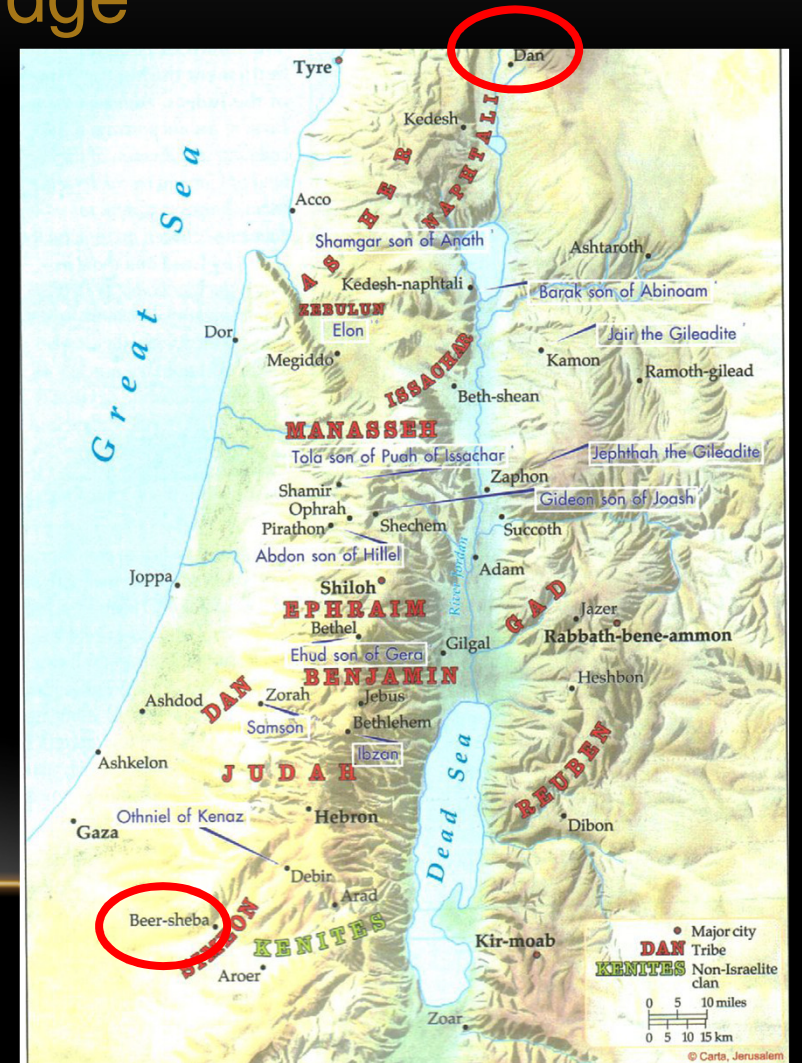 age
Dan
Tyre
Kedesh
NAPHTALI
ASHER
Acco
Great Sea
Shamgar son of Anath
Ashtaroth
Kedesh-naphtali
Barak son of Abinoam
ZEBULUN
Elon
Dor
Jair the Gileadite
Megiddo
Kamon
ISSACHAR
Ramoth-gilead
Beth-shean
MANASSEH
Tola son of Puah of Issachar
Jephthah the Gileadite
Zaphon
Shamir
Gideon son of Joash
Ophrah
Pirathon
Shechem
Succoth
Abdon son of Hillel
River Jordan
Adam
Joppa
Shiloh
GAD
EPHRAIM
Jazer
Bethel
Rabbath-bene-ammon
Gilgal
Ehud son of Gera
BENJAMIN
Heshbon
DAN
Zorah
Jebus
Ashdod
Samson
Bethlehem
Ibzan
Ashkelon
JUDAH
Dead Sea
REUBEN
Othniel of Kenaz
Hebron
Gaza
Dibon
Debir
Arad
Beer-sheba
SIMEON
KENITES
Kir-moab
Aroer
Zoar
Major city
DAN Tribe
KENITES Non-Israelite
clan
0 5 10 miles
0 5 10 15 km
© Carta, Jerusalem